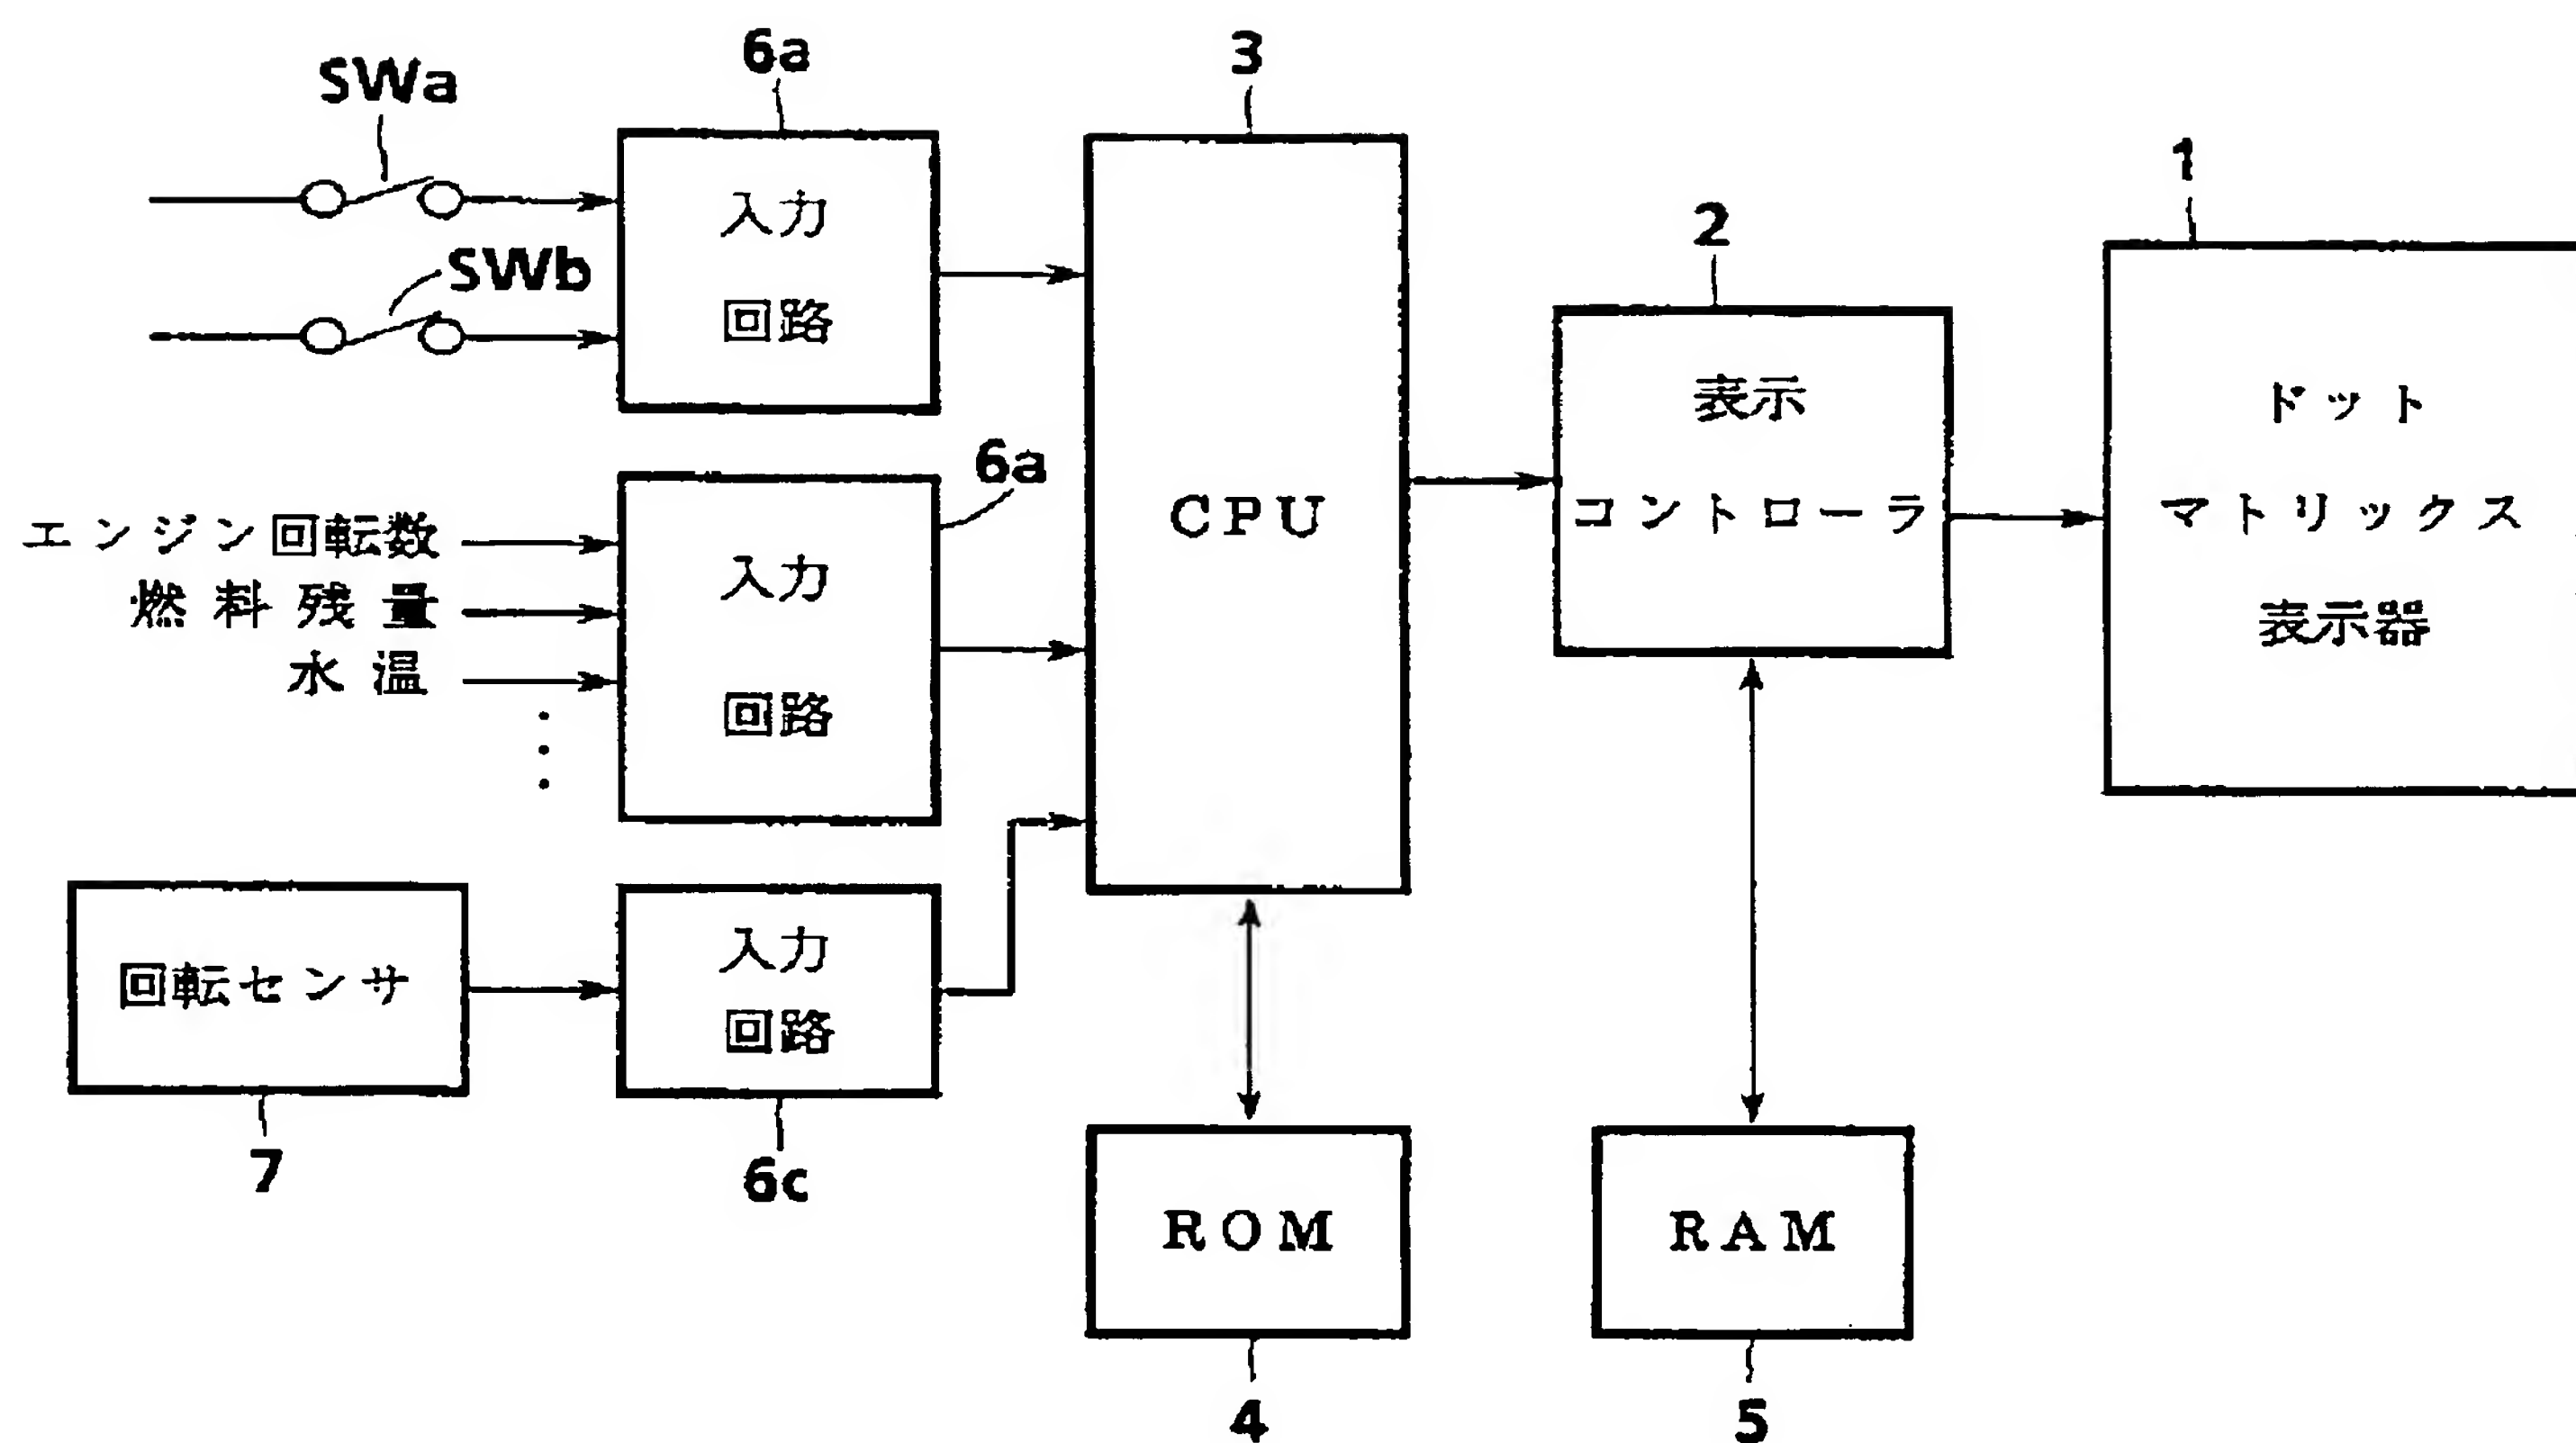 SWa
6a
3
入力
回路
SWb
1
2
表示
コントローラ
ドット
マトリックス
表示器
CPU
6a
エンジン回転数
燃料残量
水温
入力
回路
回転センサ
入力
回路
7
6c
ROM
RAM
4
5